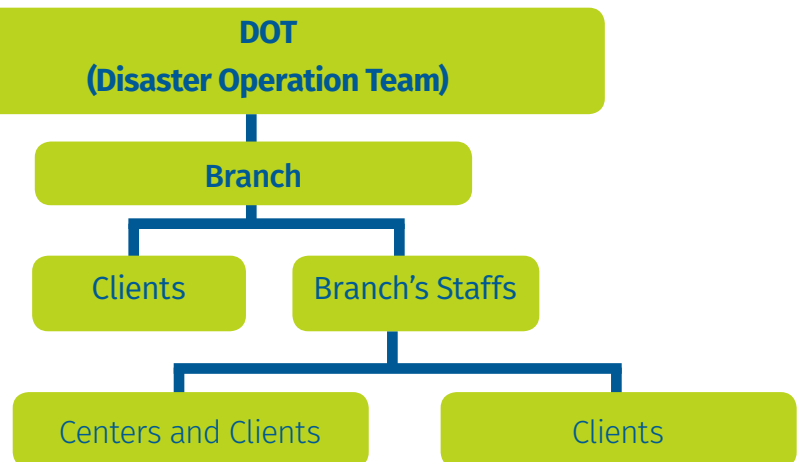 DOT
(Disaster Operation Team)
Branch
Clients
Branch’s Staffs
Centers and Clients
Clients